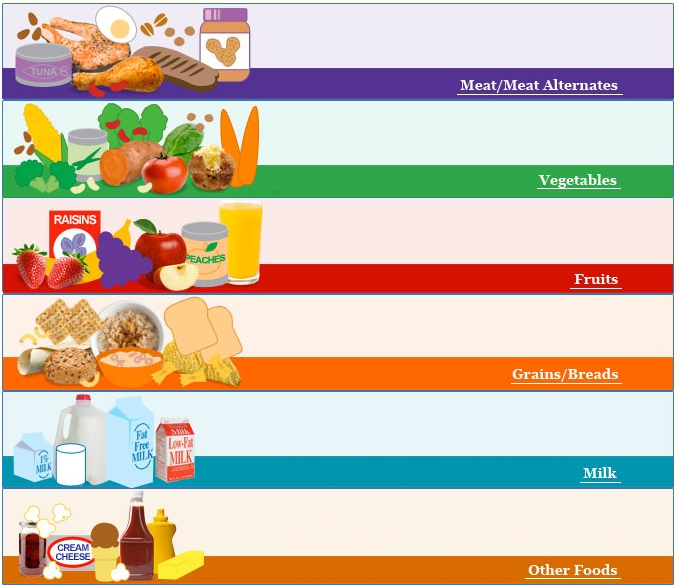 TUNA
Meat/Meat Alternates
Vegetables
RAISINS
PEACHES
Fruits
Grains/Breads
1%
MILK
Fat
Free
MILK
Milk
Low-Fat
MILK
Milk
CREAM
CHEESE
Other Foods